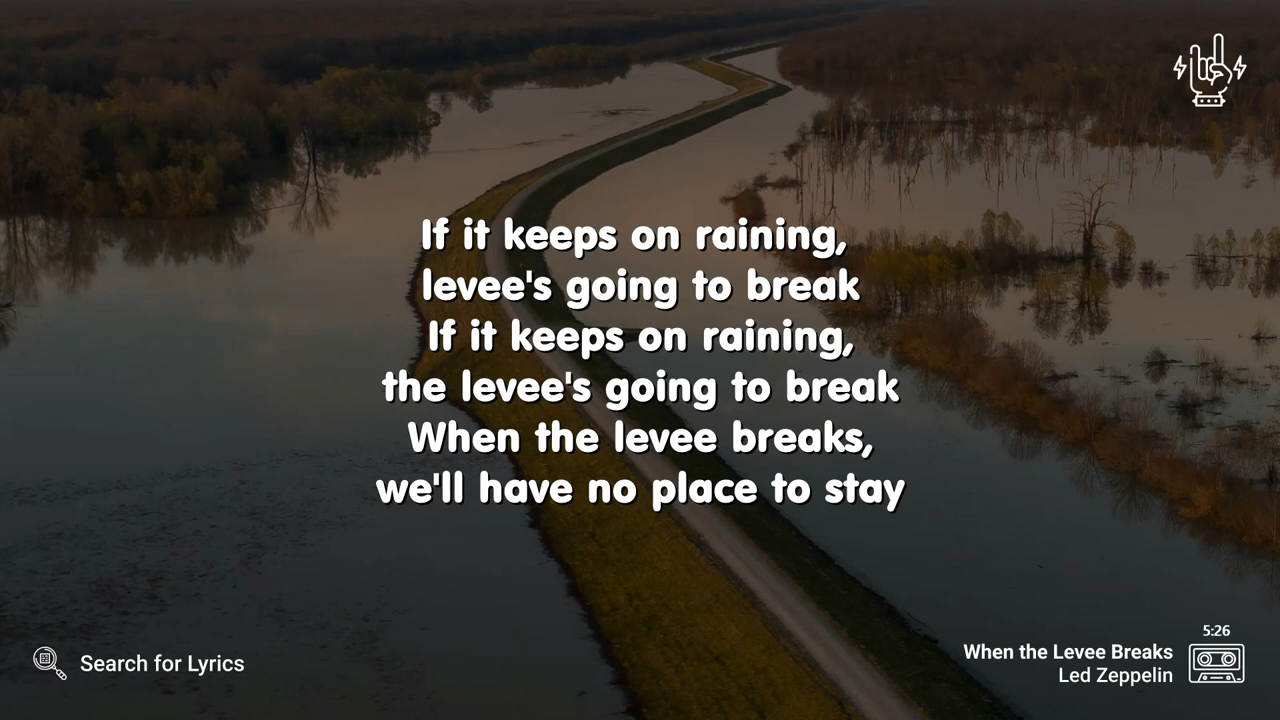 If it keeps on raining,
levee's going to break
If it keeps on raining,
the levee's going to break
When the levee breaks,
we'll have no place to stay
5:26
When the Levee Breaks
Led Zeppelin
Search for Lyrics